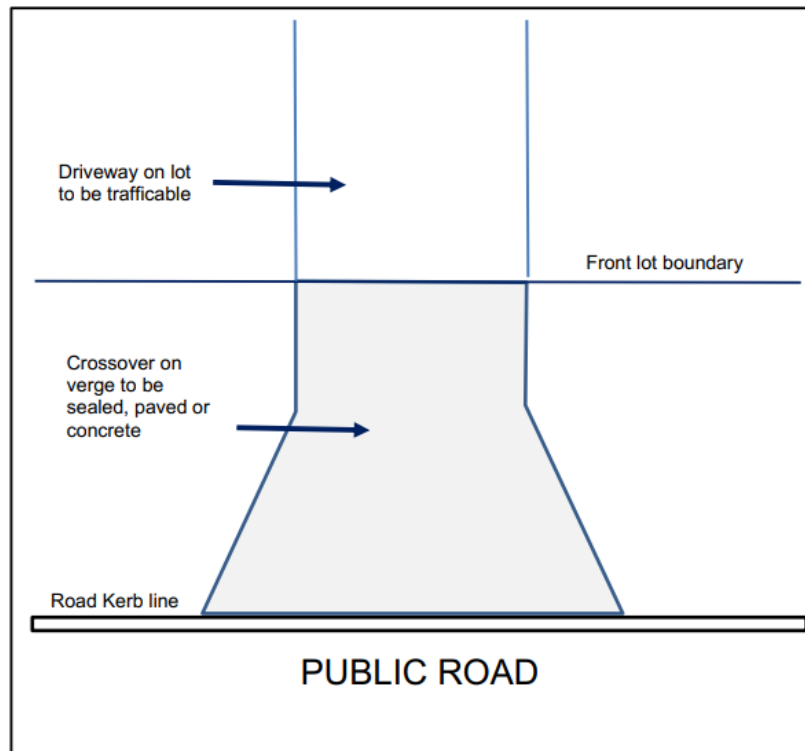 Driveway on lot
to be trafficable
Front lot boundary
Crossover on
verge to be
sealed, paved or
concrete
Road Kerb line
PUBLIC ROAD